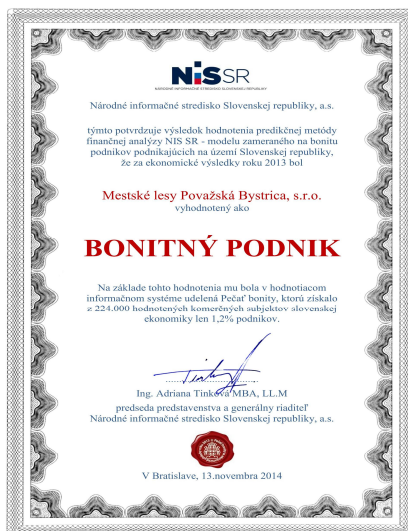 NiS SR
NÁRODNÉ INFORMAČNÉ STREDISKO SLOVENSKEJ REPUBLIKY
Národné informačné stredisko Slovenskej republiky, a.s.
týmto potvrdzuje výsledok hodnotenia predikčnej metódy
finančnej analýzy NIS SR - modelu zameraného na bonitu
podnikov podnikajúcich na území Slovenskej republiky,
že za ekonomické výsledky roku 2013 bol
Mestské lesy Považská Bystrica, s.r.o.
vyhodnotený ako
BONITNÝ PODNIK
Na základe tohto hodnotenia mu bola v hodnotiacom
informačnom systéme udelená Pečať bonity, ktorú získalo
z 224.000 hodnotených komerčných subjektov slovenskej
ekonomiky len 1,2% podnikov.
Ing. Adriana Tinková MBA, LL.M
predseda predstavenstva a generálny riaditeľ
Národné informačné stredisko Slovenskej republiky, a.s.
V Bratislave, 13.novembra 2014